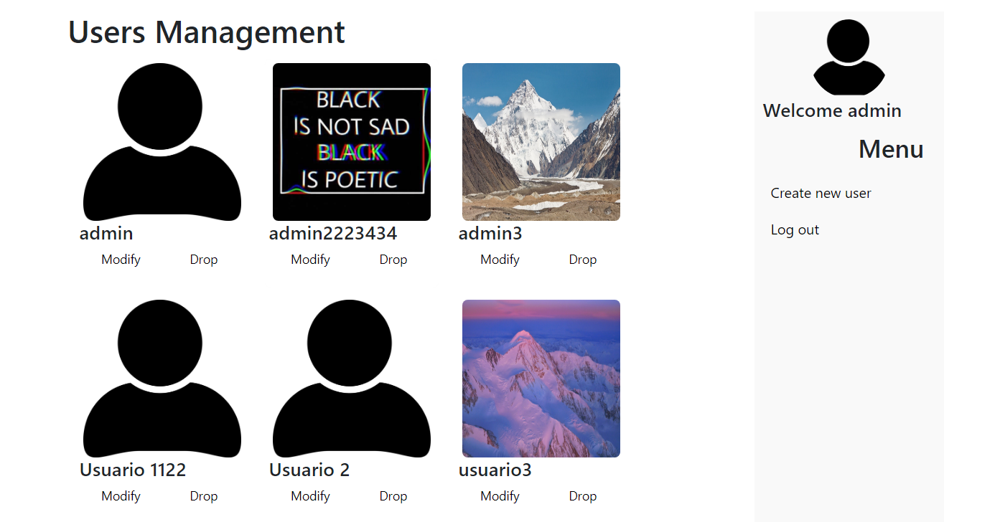 Users Management
BLACK
IS NOT SAD
BLACK
IS POETIC
admin
admin2223434
admin3
Modify Drop
Modify Drop
Modify Drop
Usuario 1122
Usuario 2
usuario3
Modify Drop
Modify Drop
Modify Drop
Welcome admin
Menu
Create new user
Log out